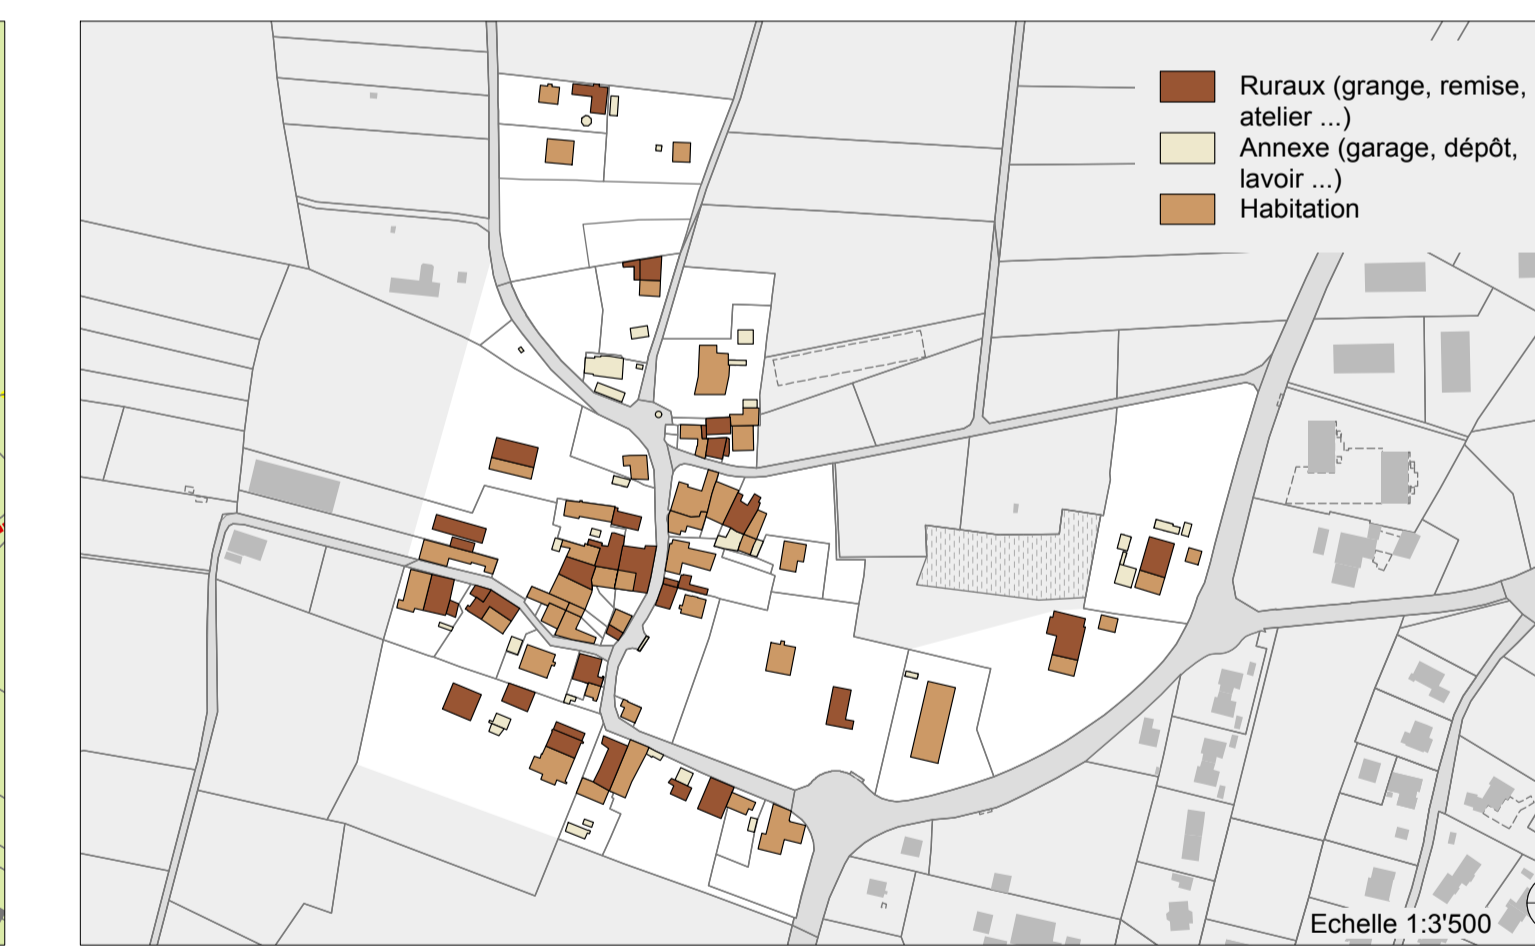 Ruraux (grange, remise,
atelier ...)
Annexe (garage, dépôt,
lavoir ...)
Habitation
Echelle 1:3'500